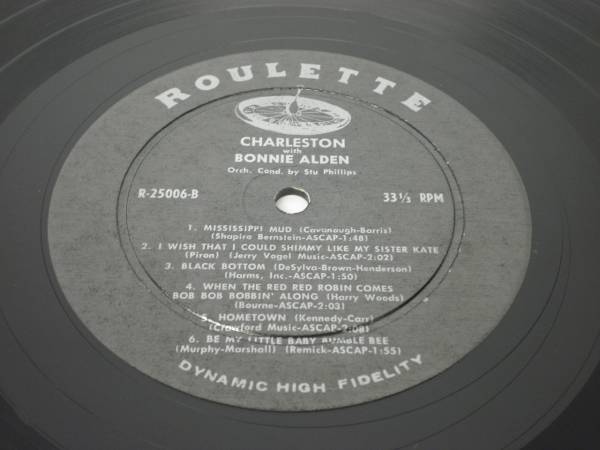 ROULETTE
CHARLESTON
with
BONNIE ALDEN
Orch. Cond. by Stu Phillips
R-25006-B
33⅓ RPM
1. MISSISSIPPI MUD (Cavanaugh-Barris)
(Shapiro Bernstein-ASCAP-1:48)
2. I WISH THAT I COULD SHIMMY LIKE MY SISTER KATE
(Piron) (Jerry Vogel Music-ASCAP-2:02)
3. BLACK BOTTOM (DeSylva-Brown-Henderson)
(Harms, Inc.-ASCAP-1:50)
4. WHEN THE RED RED ROBIN COMES
BOB BOB BOBBIN' ALONG (Harry Woods)
(Bourne-ASCAP-2:03)
5. HOMETOWN (Kennedy-Carr)
(Crawford Music-ASCAP-2:08)
6. BE MY LITTLE BABY BUMBLE BEE
(Murphy-Marshall) (Remick-ASCAP-1:55)
DYNAMIC HIGH FIDELITY